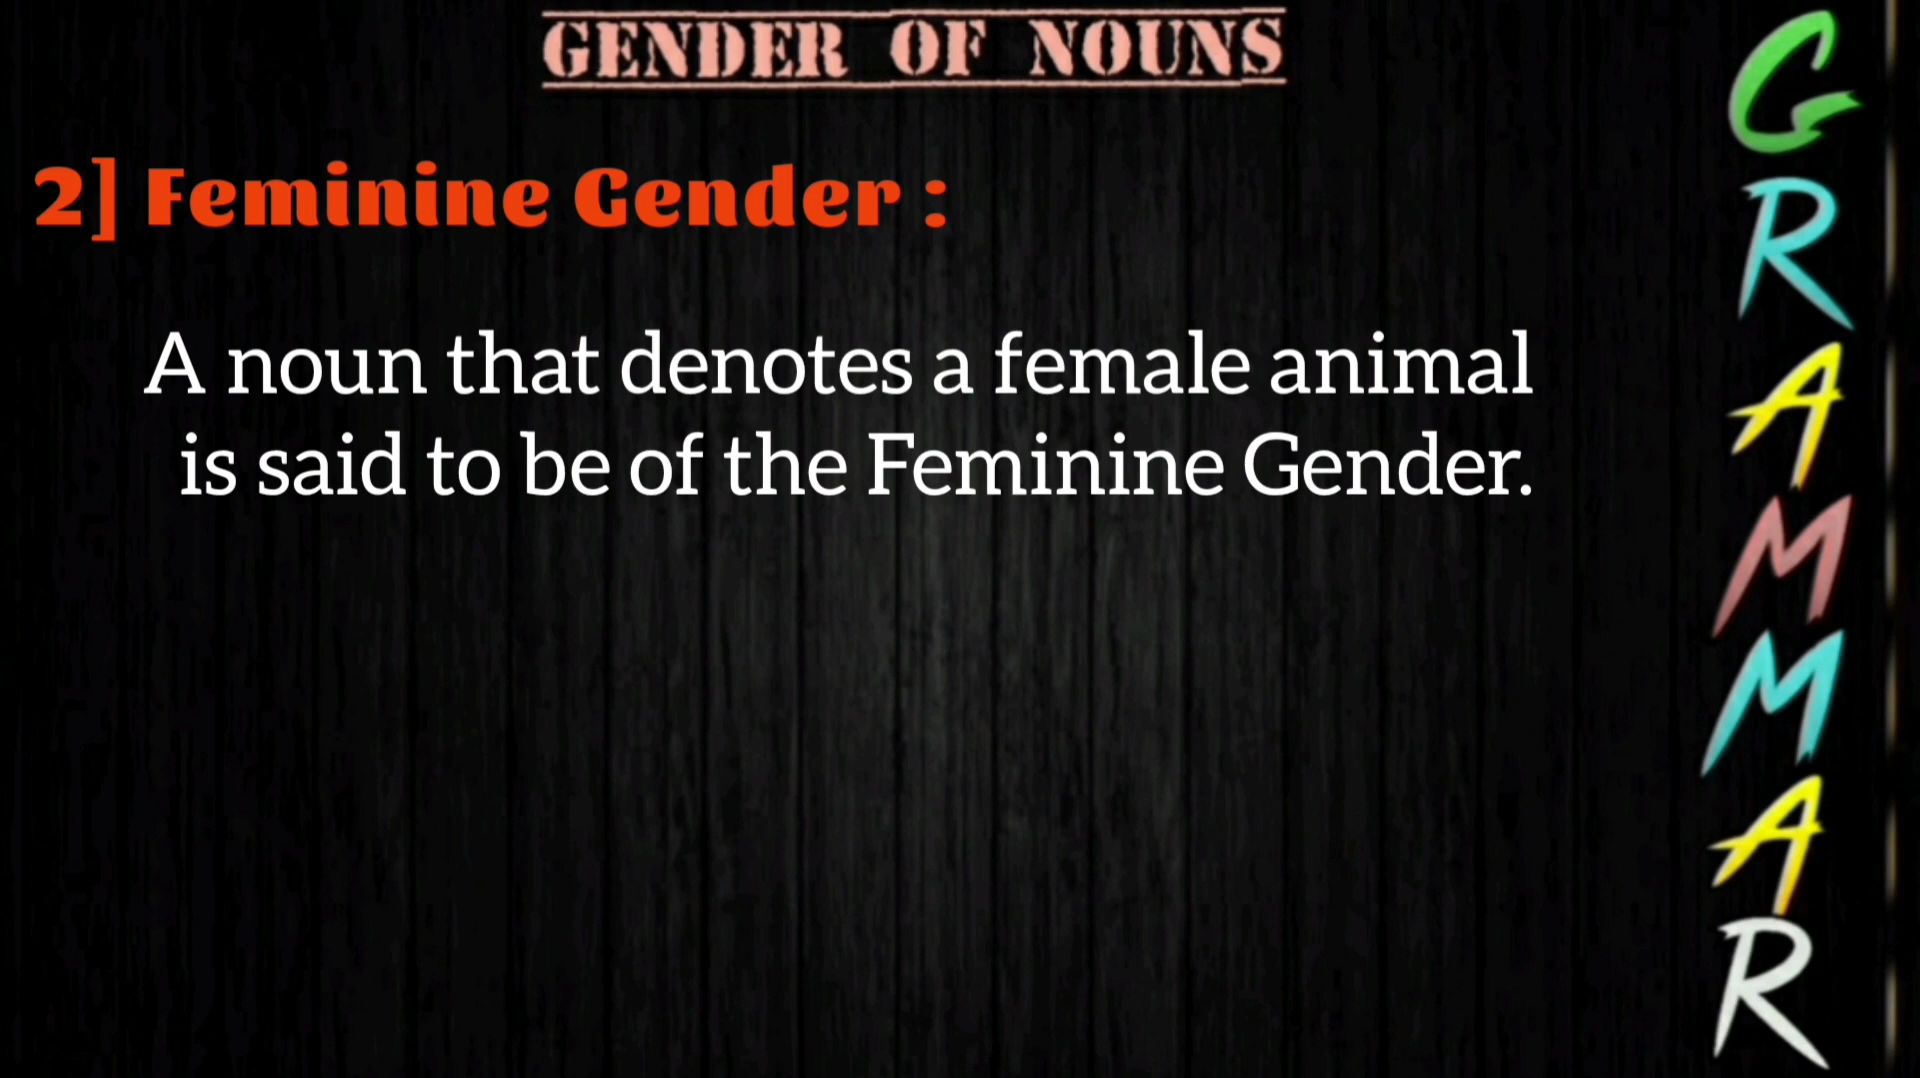 GENDER OF NOUNS
2] Feminine Gender :
A noun that denotes a female animal
is said to be of the Feminine Gender.
GRAMMAR